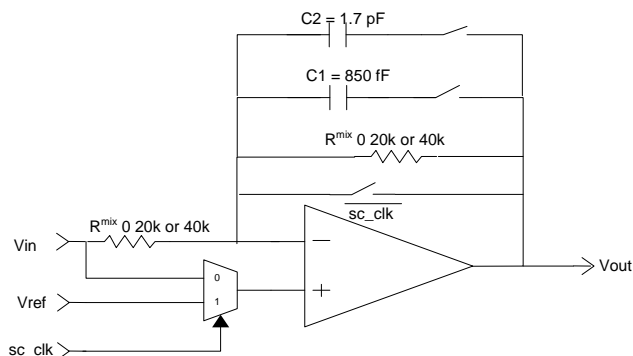 C2 = 1.7 pF
C1 = 850 fF
Rmix 0 20k or 40k
sc_clk
Rmix 0 20k or 40k
Vin
−
0
Vout
+
Vref
1
sc_clk